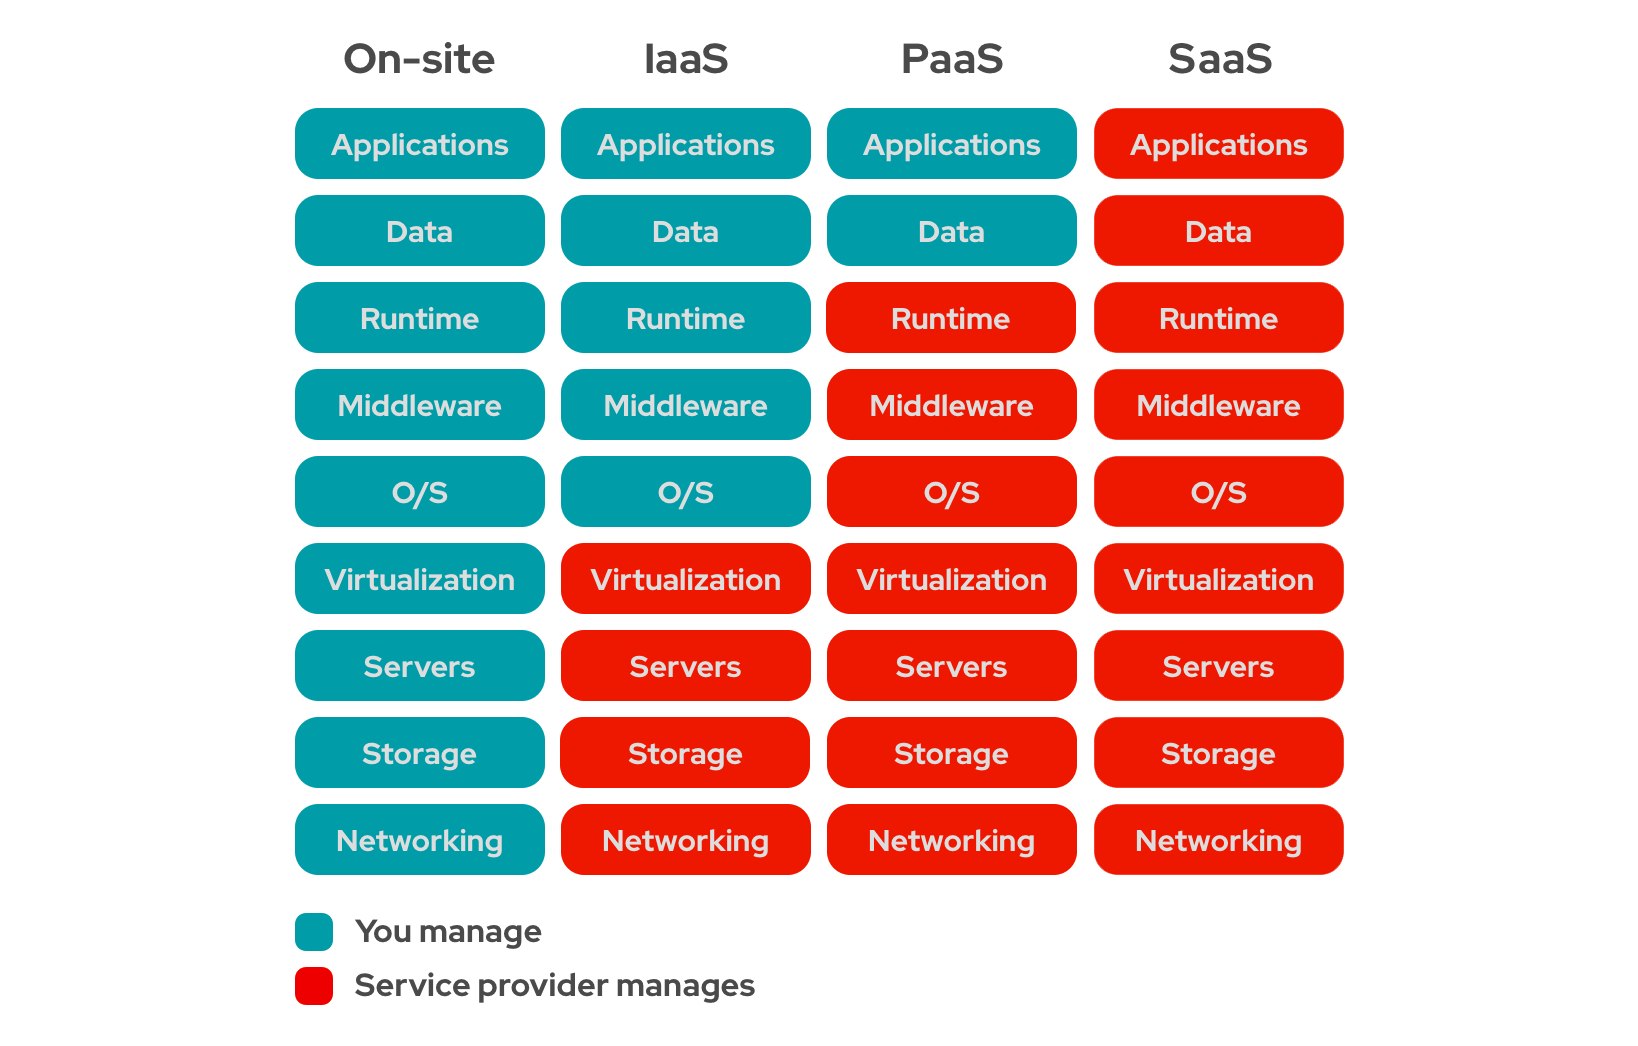 On-site IaaS PaaS SaaS
Applications Applications Applications Applications
Data Data Data Data
Runtime Runtime Runtime Runtime
Middleware Middleware Middleware Middleware
O/S O/S O/S O/S
Virtualization Virtualization Virtualization Virtualization
Servers Servers Servers Servers
Storage Storage Storage Storage
Networking Networking Networking Networking
You manage
Service provider manages